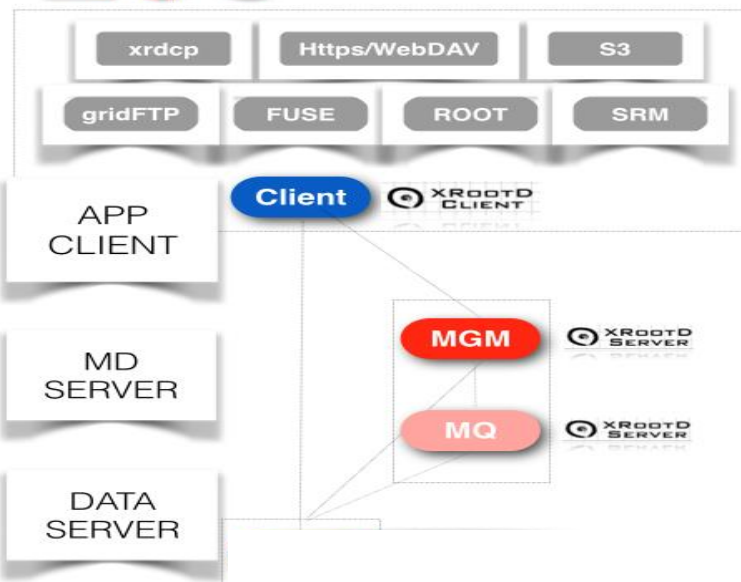 xrdcp
Https/WebDAV
S3
gridFTP
FUSE
ROOT
SRM
APP
CLIENT
Client
XROOTD
CLIENT
MD
SERVER
MGM
XROOTD
SERVER
MQ
XROOTD
SERVER
DATA
SERVER